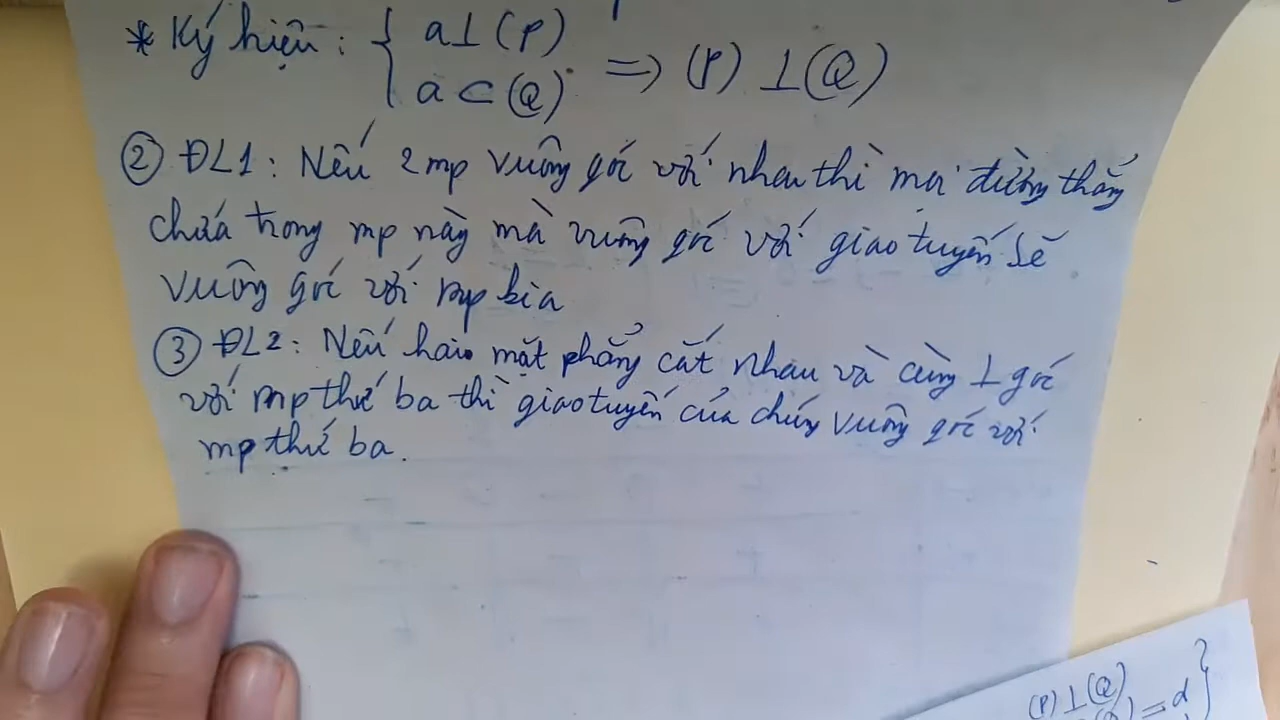 * Ký hiệu : { a ⊥ (P)
a ⊂ (Q) ⇒ (P) ⊥ (Q)
② ĐL1 : Nếu 2 mp vuông góc với nhau thì mọi đường thẳng
chứa trong mp này mà vuông góc với giao tuyến sẽ
vuông góc với mp kia
③ ĐL2 : Nếu hai mặt phẳng cắt nhau và cùng ⊥ góc
với mp thứ ba thì giao tuyến của chúng vuông góc với
mp thứ ba.
(P) ⊥ (Q)
(Q) = d }